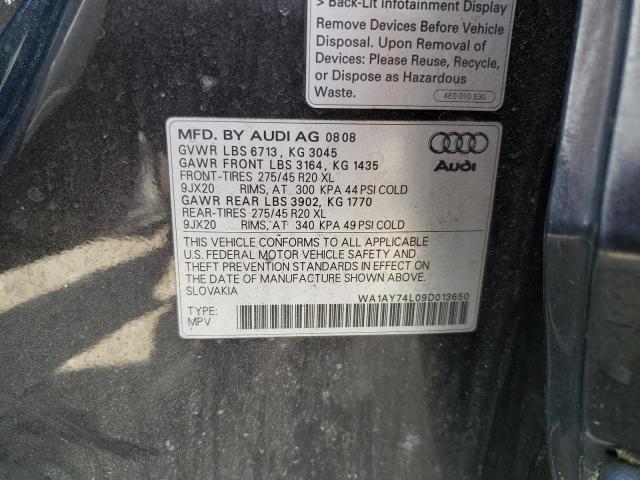 > Back-Lit Infotainment Display
Remove Devices Before Vehicle
Disposal. Upon Removal of
Devices: Please Reuse, Recycle,
or Dispose as Hazardous
Waste.
4E0 010 530
MFD. BY AUDI AG 08 08
GVWR LBS 6713, KG 3045
GAWR FRONT LBS 3164, KG 1435
FRONT-TIRES 275/45 R20 XL
9JX20 RIMS, AT 300 KPA 44 PSI COLD
GAWR REAR LBS 3902, KG 1770
REAR-TIRES 275/45 R20 XL
9JX20 RIMS, AT 340 KPA 49 PSI COLD
Audi
THIS VEHICLE CONFORMS TO ALL APPLICABLE
U.S. FEDERAL MOTOR VEHICLE SAFETY AND
THEFT PREVENTION STANDARDS IN EFFECT ON
THE DATE OF MANUFACTURE SHOWN ABOVE.
SLOVAKIA
WA1AY74L09D013650
TYPE:
MPV